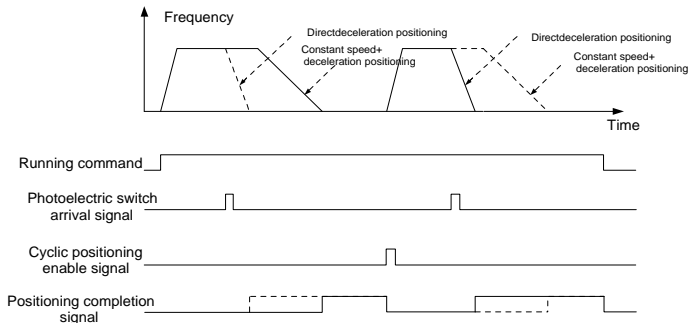 Frequency
Directdeceleration positioning
Constant speed+
deceleration positioning
Directdeceleration positioning
Constant speed+
deceleration positioning
Time
Running command
Photoelectric switch
arrival signal
Cyclic positioning
enable signal
Positioning completion
signal